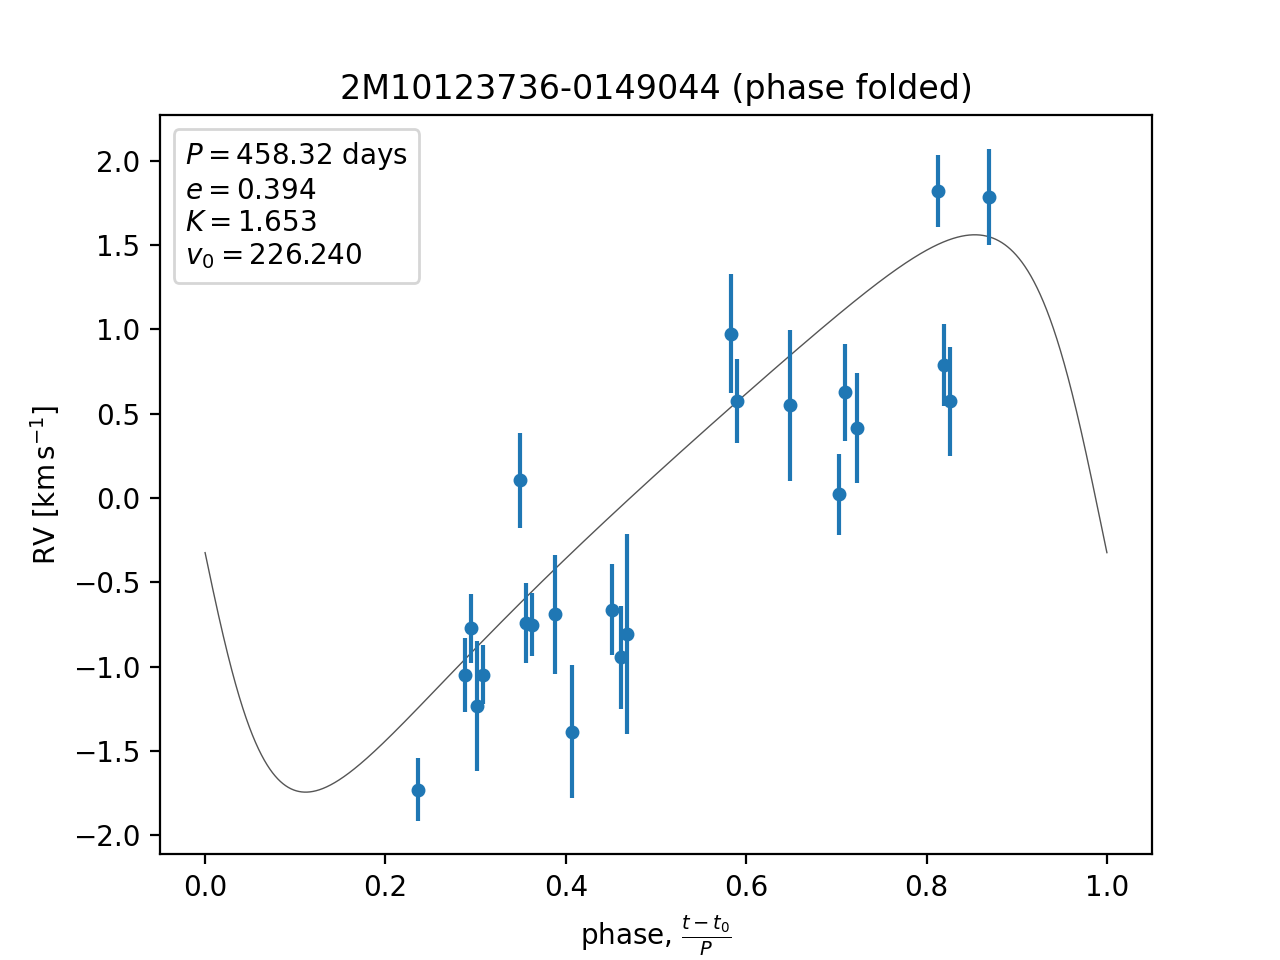 2M10123736-0149044 (phase folded)
P = 458.32 days
e = 0.394
K = 1.653
v₀ = 226.240
2.0
1.5
1.0
0.5
0.0
−0.5
−1.0
−1.5
−2.0
RV [km s⁻¹]
0.0 0.2 0.4 0.6 0.8 1.0
phase, (t − t₀)/P